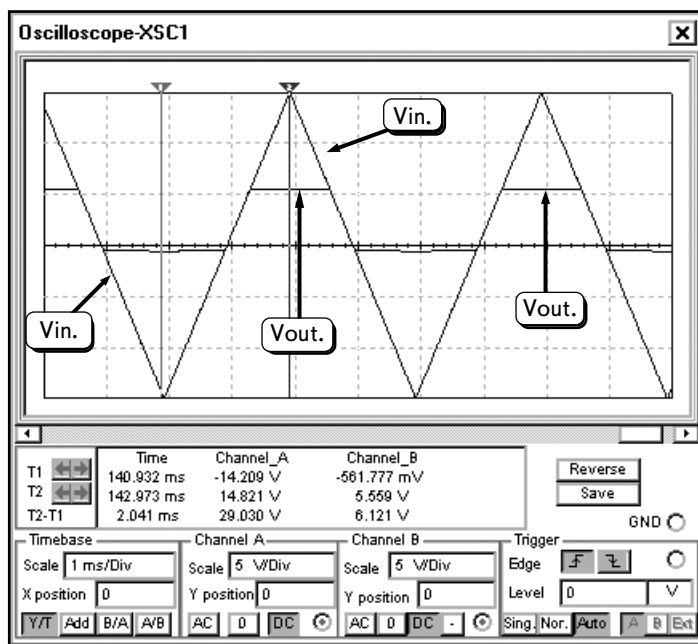 Oscilloscope-XSC1
1
2
Vin.
Vin.
Vout.
Vout.
Time Channel_A Channel_B
T1 140.932 ms -14.209 V -561.777 mV
T2 142.973 ms 14.821 V 5.559 V
T2-T1 2.041 ms 29.030 V 6.121 V
Reverse
Save
GND
Timebase
Scale 1 ms/Div
X position 0
Y/T Add B/A A/B
Channel A
Scale 5 V/Div
Y position 0
AC 0 DC
Channel B
Scale 5 V/Div
Y position 0
AC 0 DC -
Trigger
Edge
Level 0 V
Sing. Nor. Auto A B Ext